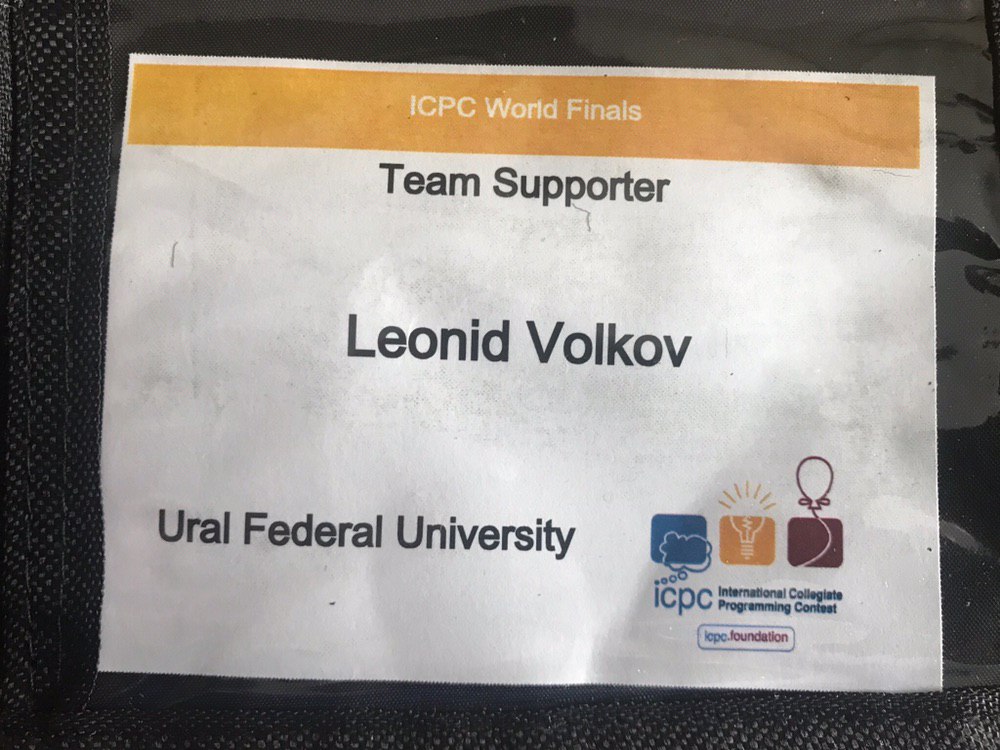 ICPC World Finals
Team Supporter
Leonid Volkov
Ural Federal University
icpc International Collegiate
Programming Contest
icpc.foundation